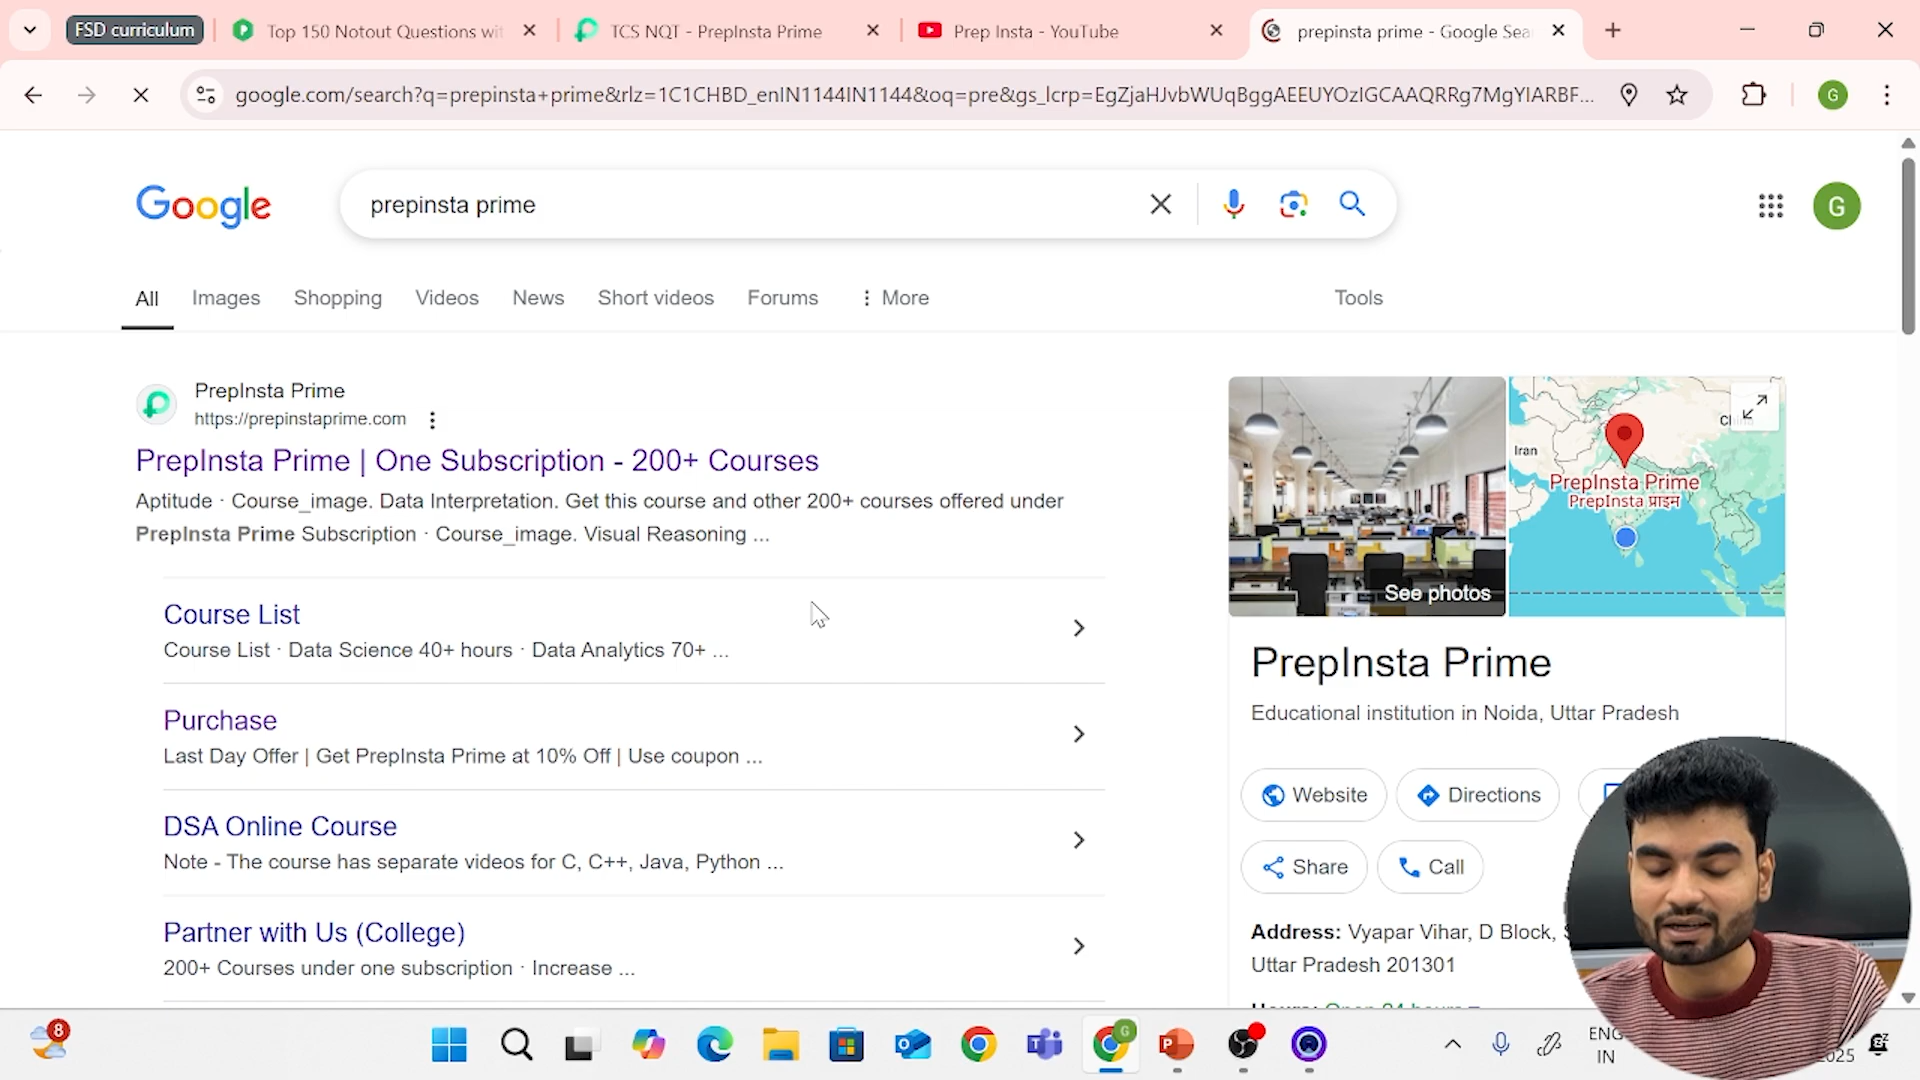 FSD curriculum
Top 150 Notout Questions wit
TCS NQT - PrepInsta Prime
Prep Insta - YouTube
prepinsta prime - Google Sea
google.com/search?q=prepinsta+prime&rlz=1C1CHBD_enIN1144IN1144&oq=pre&gs_lcrp=EgZjaHJvbWUqBggAEEUYOzIGCAAQRRg7MgYIARBF...
G
Google
prepinsta prime
G
All
Images
Shopping
Videos
News
Short videos
Forums
More
Tools
PrepInsta Prime
https://prepinstaprime.com
PrepInsta Prime | One Subscription - 200+ Courses
Aptitude · Course_image. Data Interpretation. Get this course and other 200+ courses offered under
PrepInsta Prime Subscription · Course_image. Visual Reasoning ...
Course List
Course List · Data Science 40+ hours · Data Analytics 70+ ...
Purchase
Last Day Offer | Get PrepInsta Prime at 10% Off | Use coupon ...
DSA Online Course
Note - The course has separate videos for C, C++, Java, Python ...
Partner with Us (College)
200+ Courses under one subscription · Increase ...
See photos
Iran
PrepInsta Prime
PrepInsta प्राइम
PrepInsta Prime
Educational institution in Noida, Uttar Pradesh
Website
Directions
Share
Call
Address: Vyapar Vihar, D Block,
Uttar Pradesh 201301
8
G
ENG
IN
2025